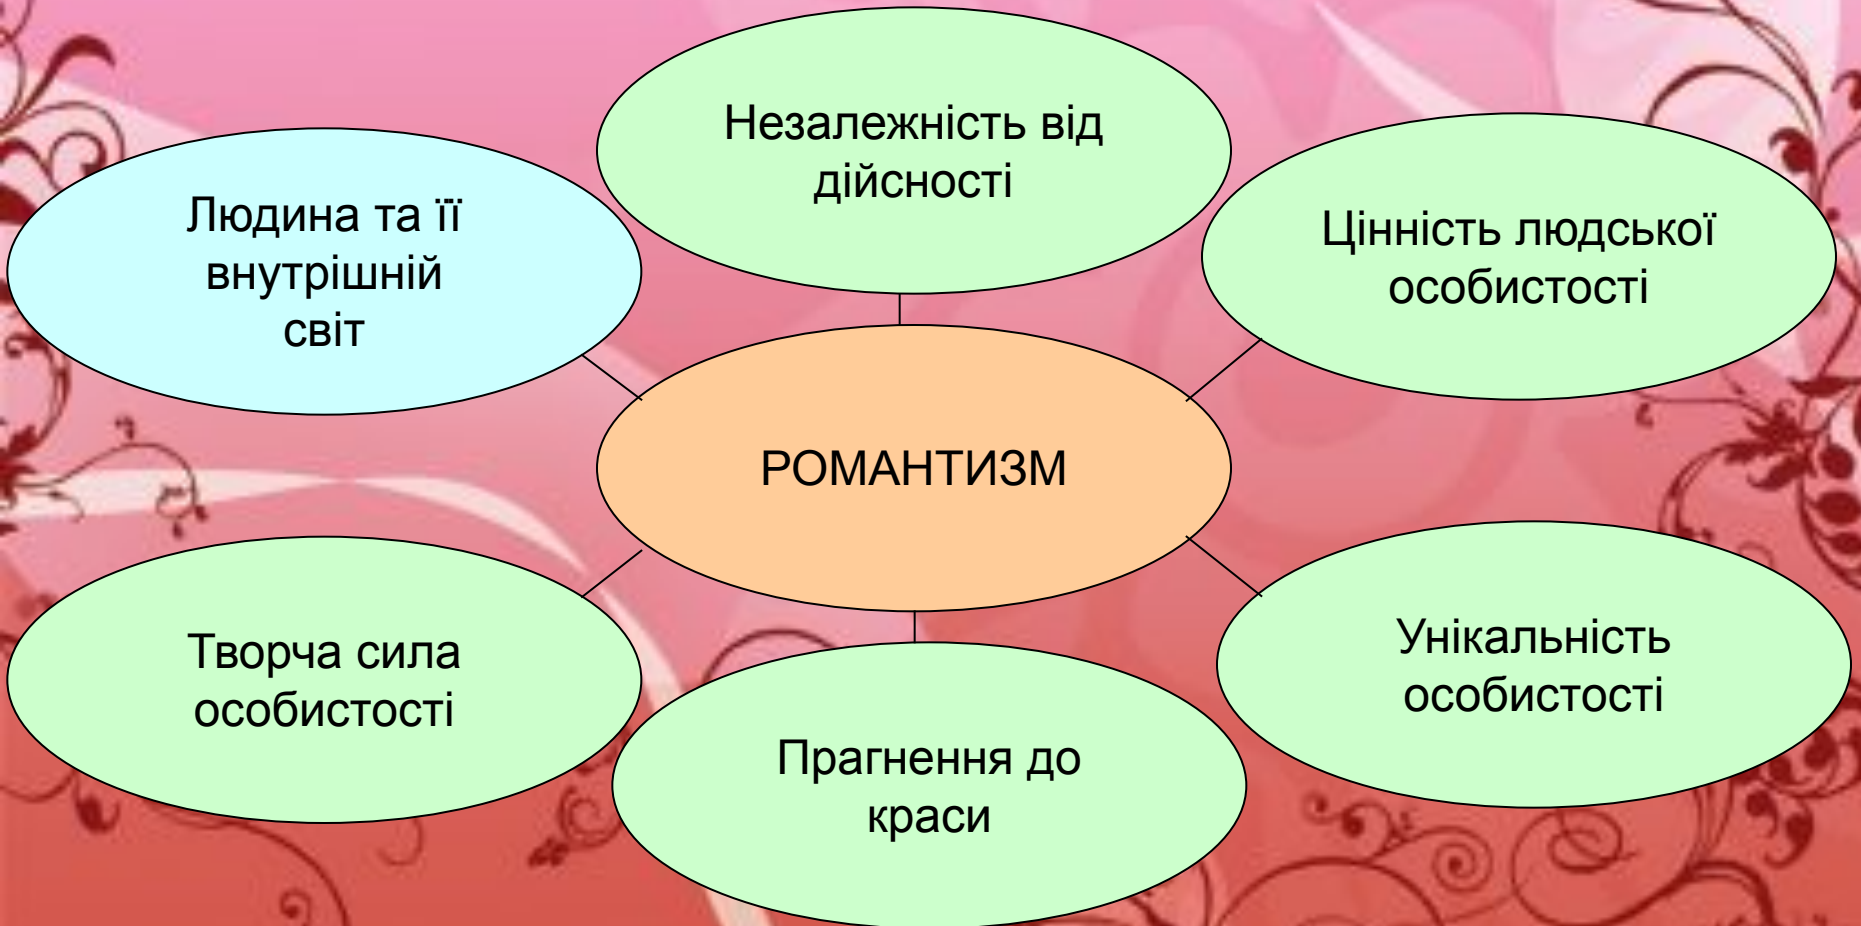 Незалежність від
дійсності
Людина та її
внутрішній
світ
Цінність людської
особистості
РОМАНТИЗМ
Творча сила
особистості
Унікальність
особистості
Прагнення до
краси